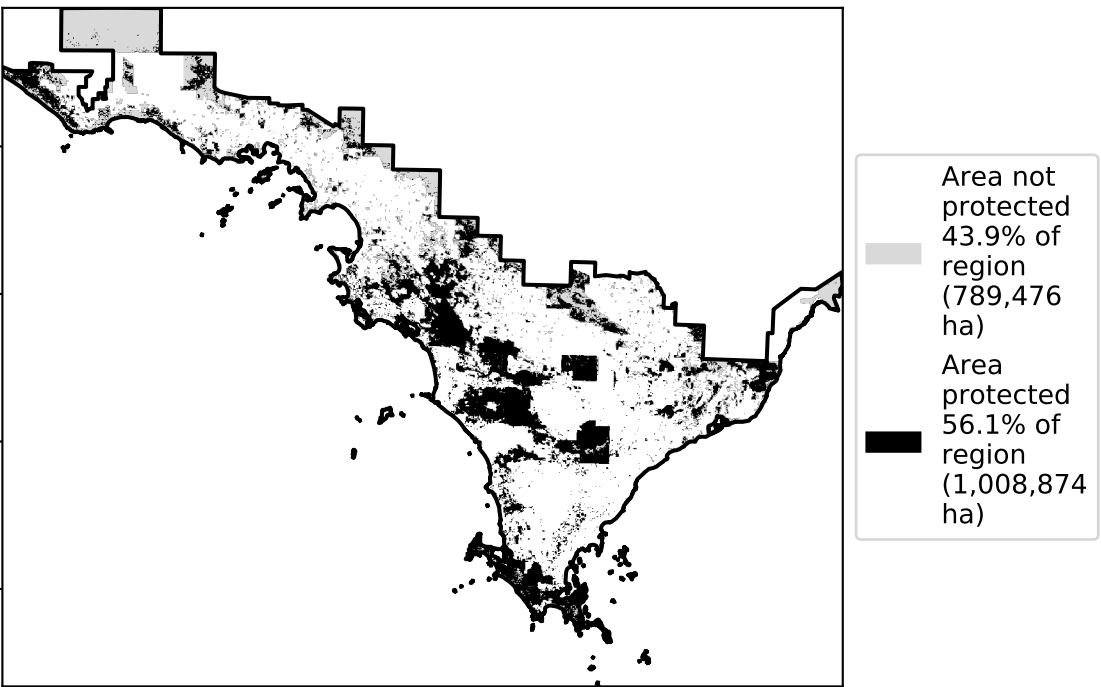 Area not
protected
43.9% of
region
(789,476
ha)
Area
protected
56.1% of
region
(1,008,874
ha)